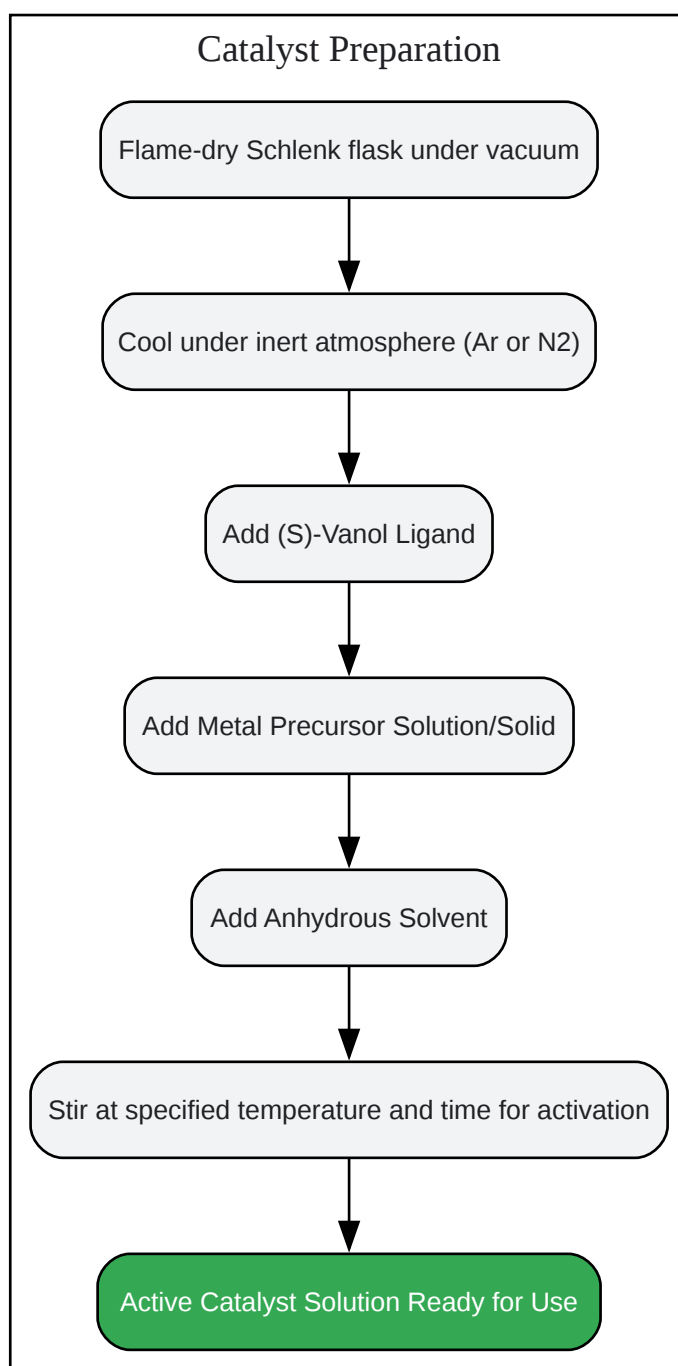 Catalyst Preparation
Flame-dry Schlenk flask under vacuum
Cool under inert atmosphere (Ar or N2)
Add (S)-Vanol Ligand
Add Metal Precursor Solution/Solid
Add Anhydrous Solvent
Stir at specified temperature and time for activation
Active Catalyst Solution Ready for Use